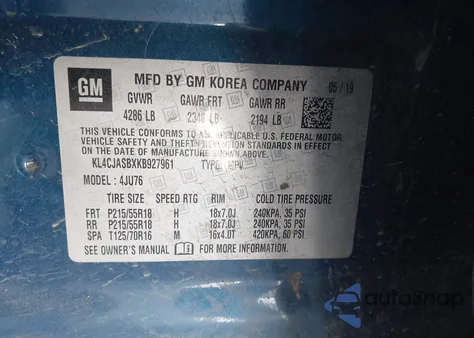 GM
MFD BY GM KOREA COMPANY 05 / 19
GVWR GAWR FRT GAWR RR
4286 LB LB 2194 LB
THIS VEHICLE CONFORMS TO ALL APPLICABLE U.S. FEDERAL MOTOR
VEHICLE SAFETY AND THEFT PREVENTION STANDARDS IN EFFECT ON THE
DATE OF MANUFACTURE SHOWN ABOVE.
KL4CJASBXKB927961 TYPE: MPV
MODEL: 4JU76
TIRE SIZE SPEED RTG RIM COLD TIRE PRESSURE
FRT P215/55R18 H 18x7.0J 240KPA, 35 PSI
RR P215/55R18 H 18x7.0J 240KPA, 35 PSI
SPA T125/70R16 M 16x4.0T 420KPA, 60 PSI
SEE OWNER'S MANUAL FOR MORE INFORMATION.
autoSnap